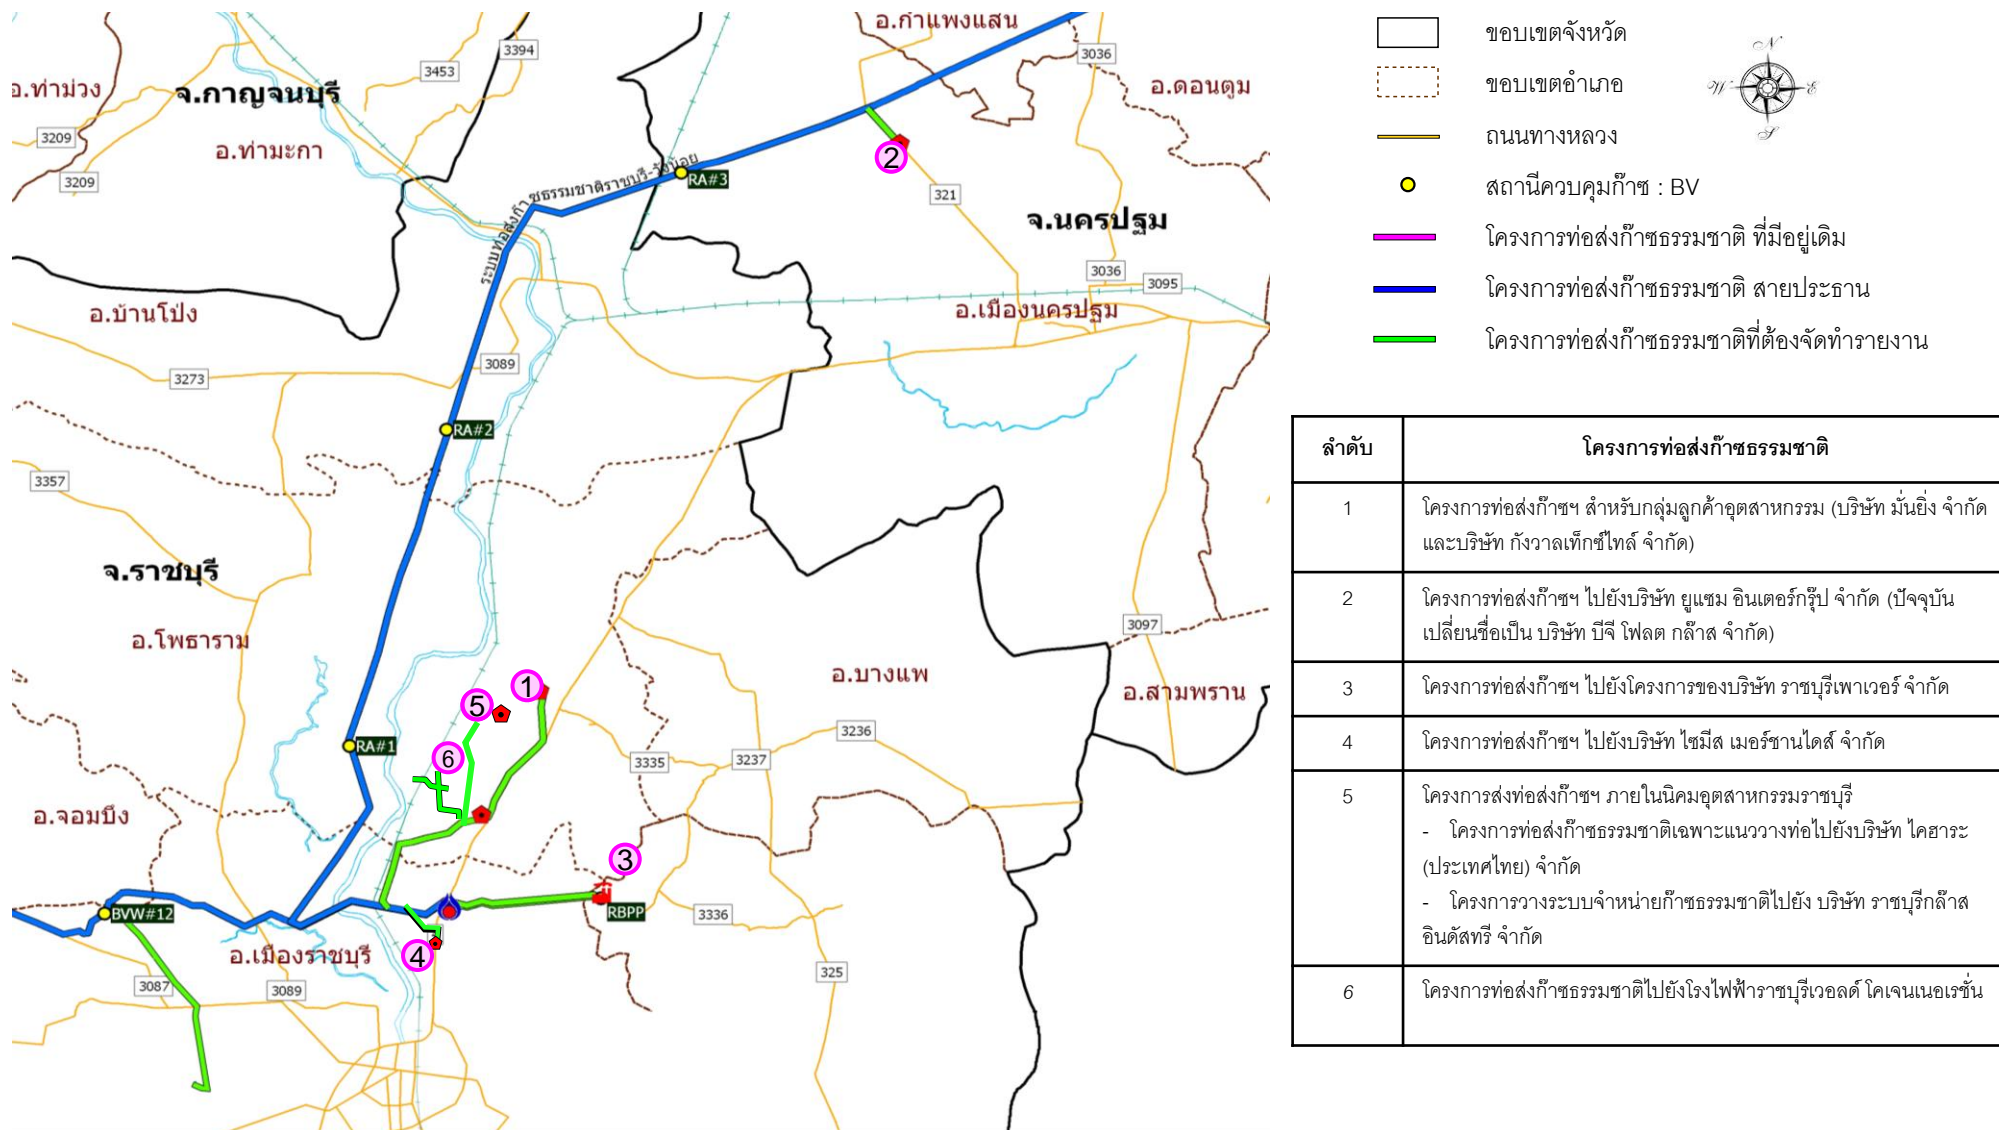 อ.กำแพงแสน
3394
3036
3453
อ.ท่าม่วง
จ.กาญจนบุรี
อ.ดอนตูม
3209
อ.ท่ามะกา
2
3209
RA#3
321
ระบบท่อส่งก๊าซธรรมชาติราชบุรี-วังน้อย
จ.นครปฐม
3036
3095
อ.บ้านโป่ง
อ.เมืองนครปฐม
3089
3273
RA#2
3357
จ.ราชบุรี
3097
อ.โพธาราม
อ.บางแพ
1
อ.สามพราน
5
3236
RA#1
6
3335
3237
อ.จอมบึง
3
BVW#12
RBPP
3336
อ.เมืองราชบุรี
4
325
3087
3089
ขอบเขตจังหวัด
ขอบเขตอำเภอ
ถนนทางหลวง
สถานีควบคุมก๊าซ : BV
โครงการท่อส่งก๊าซธรรมชาติ ที่มีอยู่เดิม
โครงการท่อส่งก๊าซธรรมชาติ สายประธาน
โครงการท่อส่งก๊าซธรรมชาติที่ต้องจัดทำรายงาน
N
W
E
S
ลำดับ โครงการท่อส่งก๊าซธรรมชาติ
1 โครงการท่อส่งก๊าซฯ สำหรับกลุ่มลูกค้าอุตสาหกรรม (บริษัท มั่นยิ่ง จำกัด
และบริษัท กังวาลเท็กซ์ไทล์ จำกัด)
2 โครงการท่อส่งก๊าซฯ ไปยังบริษัท ยูแซม อินเตอร์กรุ๊ป จำกัด (ปัจจุบัน
เปลี่ยนชื่อเป็น บริษัท บีจี โฟลต กล๊าส จำกัด)
3 โครงการท่อส่งก๊าซฯ ไปยังโครงการของบริษัท ราชบุรีเพาเวอร์ จำกัด
4 โครงการท่อส่งก๊าซฯ ไปยังบริษัท ไซมีส เมอร์ชานไดส์ จำกัด
5 โครงการส่งท่อส่งก๊าซฯ ภายในนิคมอุตสาหกรรมราชบุรี
- โครงการท่อส่งก๊าซธรรมชาติเฉพาะแนววางท่อไปยังบริษัท ไคฮาระ
(ประเทศไทย) จำกัด
- โครงการวางระบบจำหน่ายก๊าซธรรมชาติไปยัง บริษัท ราชบุรีกล๊าส
อินดัสทรี จำกัด
6 โครงการท่อส่งก๊าซธรรมชาติไปยังโรงไฟฟ้าราชบุรีเวอลด์ โคเจนเนอเรชั่น